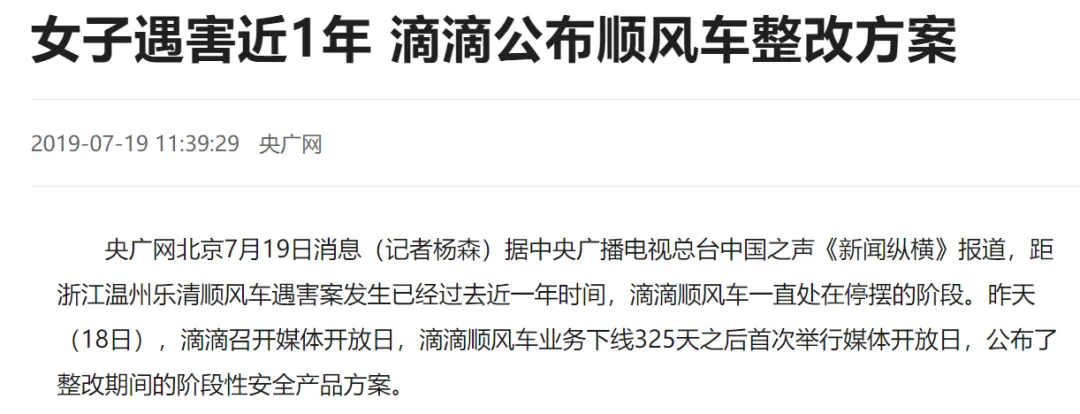 女子遇害近1年 滴滴公布顺风车整改方案
2019-07-19 11:39:29 央广网
央广网北京7月19日消息（记者杨森）据中央广播电视总台中国之声《新闻纵横》报道，距
浙江温州乐清顺风车遇害案发生已经过去近一年时间，滴滴顺风车一直处在停摆的阶段。昨天
（18日），滴滴召开媒体开放日，滴滴顺风车业务下线325天之后首次举行媒体开放日，公布了
整改期间的阶段性安全产品方案。